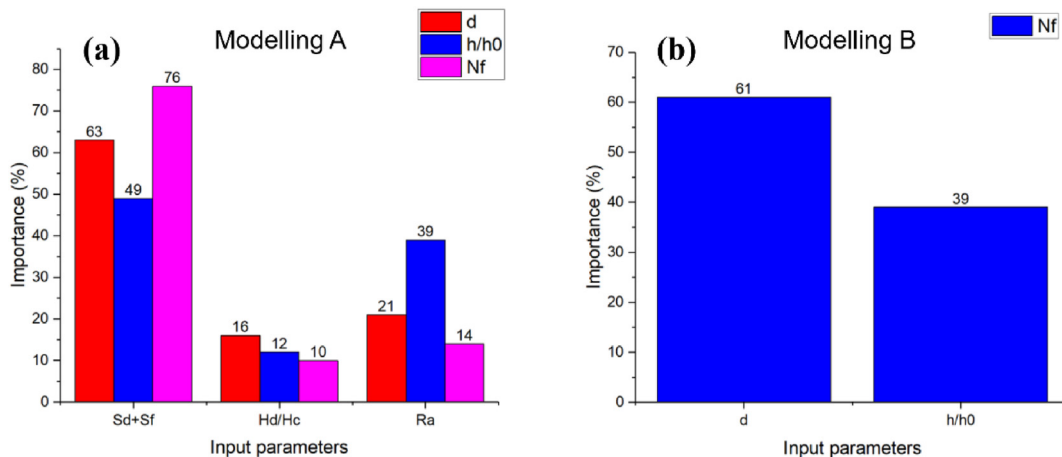 (a)
Modelling A
d
h/h0
Nf
Importance (%)
80
70
60
50
40
30
20
10
0
63
49
76
16
12
10
21
39
14
Sd+Sf
Hd/Hc
Ra
Input parameters
(b)
Modelling B
Nf
Importance (%)
70
60
50
40
30
20
10
0
61
39
d
h/h0
Input parameters